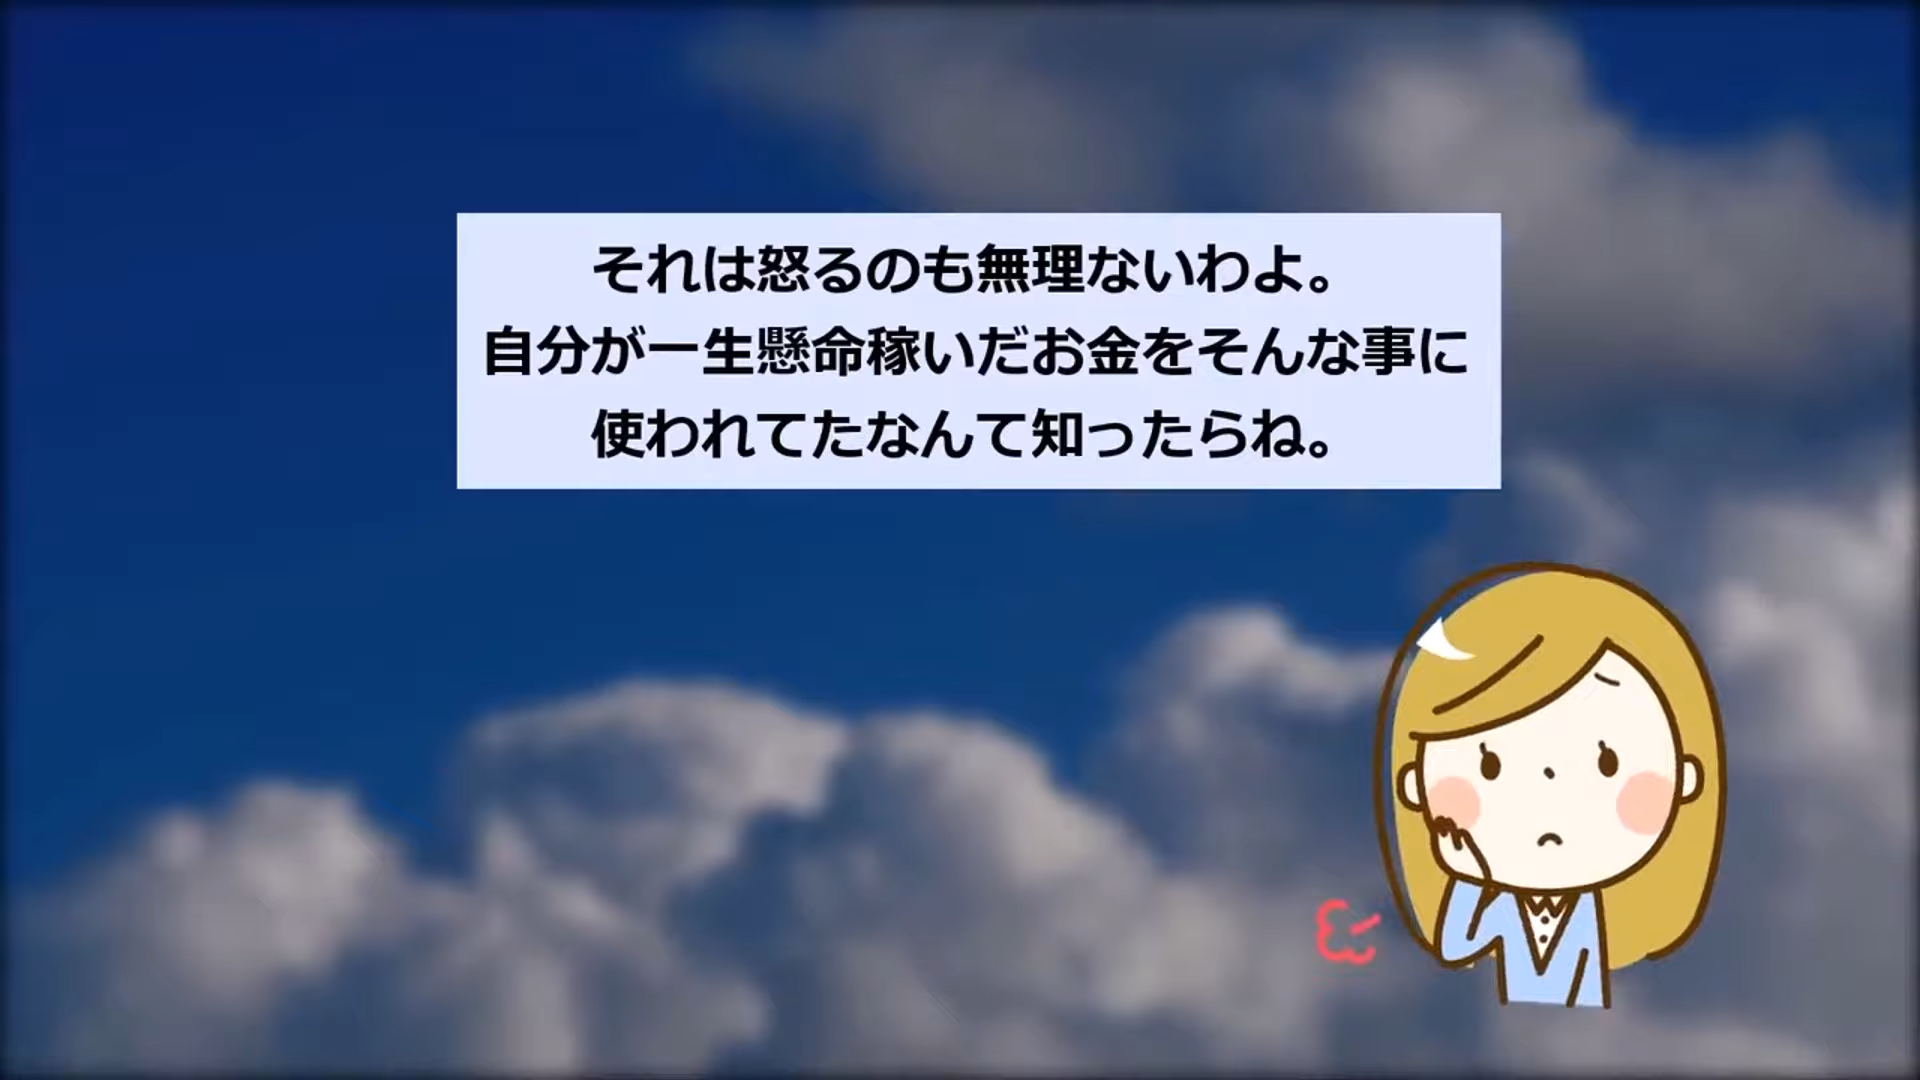 それは怒るのも無理ないわよ。
自分が一生懸命稼いだお金をそんな事に
使われてたなんて知ったらね。